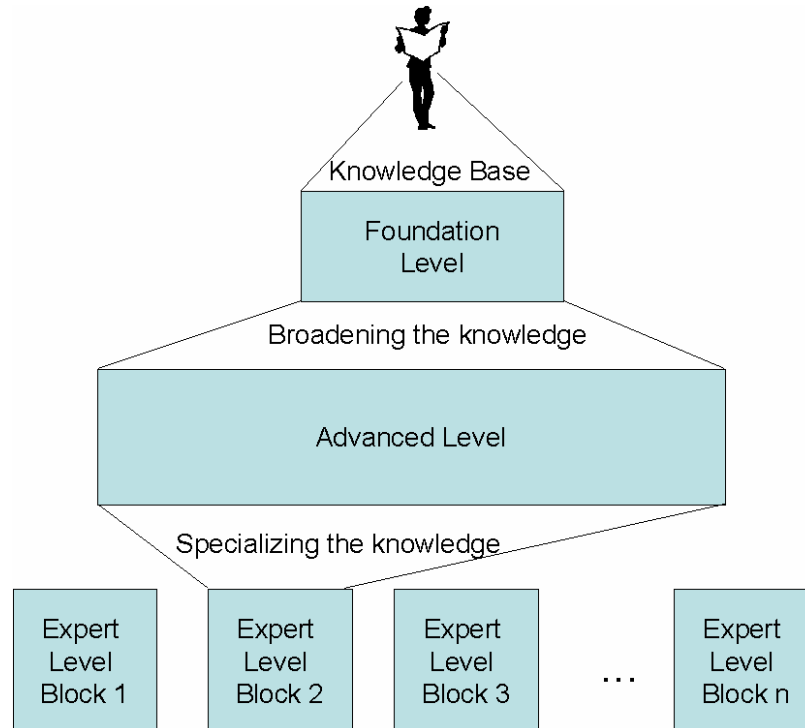 Knowledge Base
Foundation
Level
Broadening the knowledge
Advanced Level
Specializing the knowledge
Expert
Level
Block 1
Expert
Level
Block 2
Expert
Level
Block 3
...
Expert
Level
Block n